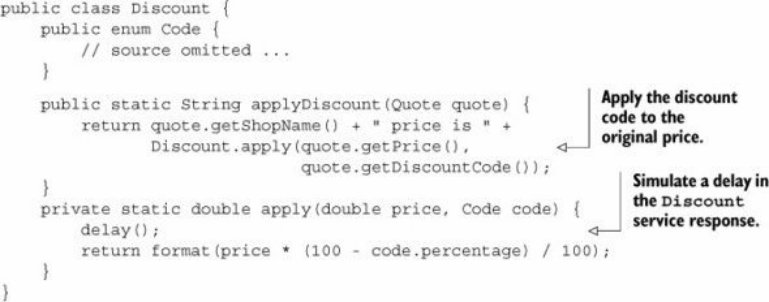 public class Discount {
    public enum Code {
        // source omitted ...
    }
    public static String applyDiscount(Quote quote) {
        return quote.getShopName() + " price is " +
               Discount.apply(quote.getPrice(),
                              quote.getDiscountCode());
    }
    private static double apply(double price, Code code) {
        delay();
        return format(price * (100 - code.percentage) / 100);
    }
}
Apply the discount
code to the
original price.
Simulate a delay in
the Discount
service response.